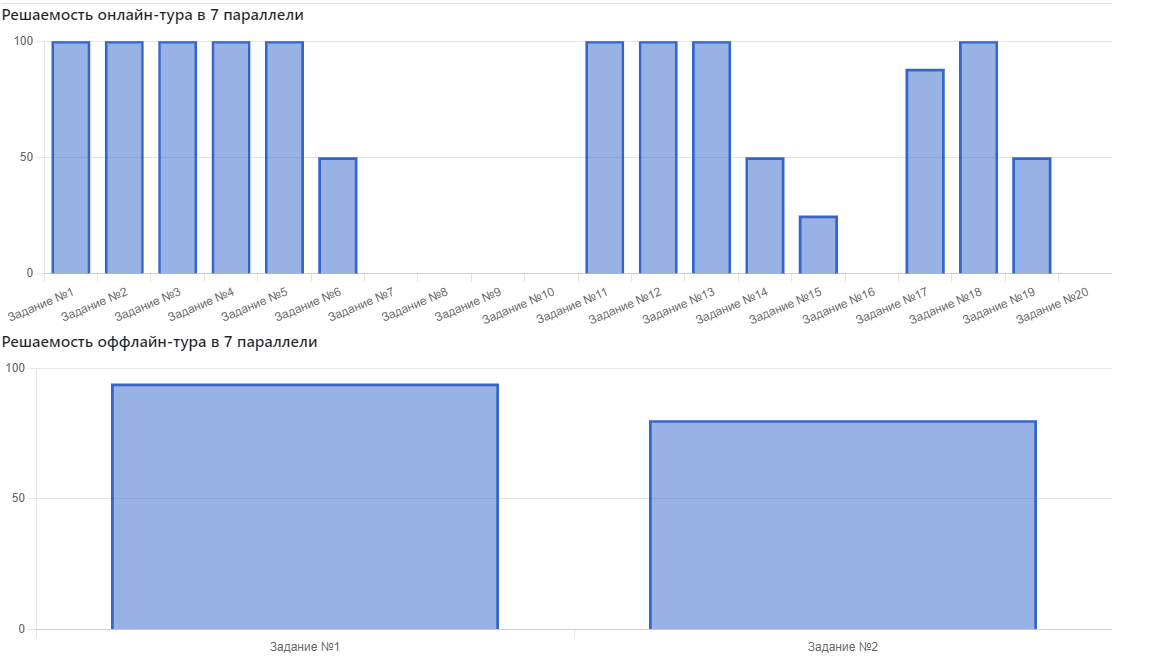 Решаемость онлайн-тура в 7 параллели
100
50
0
Задание №1
Задание №2
Задание №3
Задание №4
Задание №5
Задание №6
Задание №7
Задание №8
Задание №9
Задание №10
Задание №11
Задание №12
Задание №13
Задание №14
Задание №15
Задание №16
Задание №17
Задание №18
Задание №19
Задание №20
Решаемость оффлайн-тура в 7 параллели
100
50
0
Задание №1
Задание №2